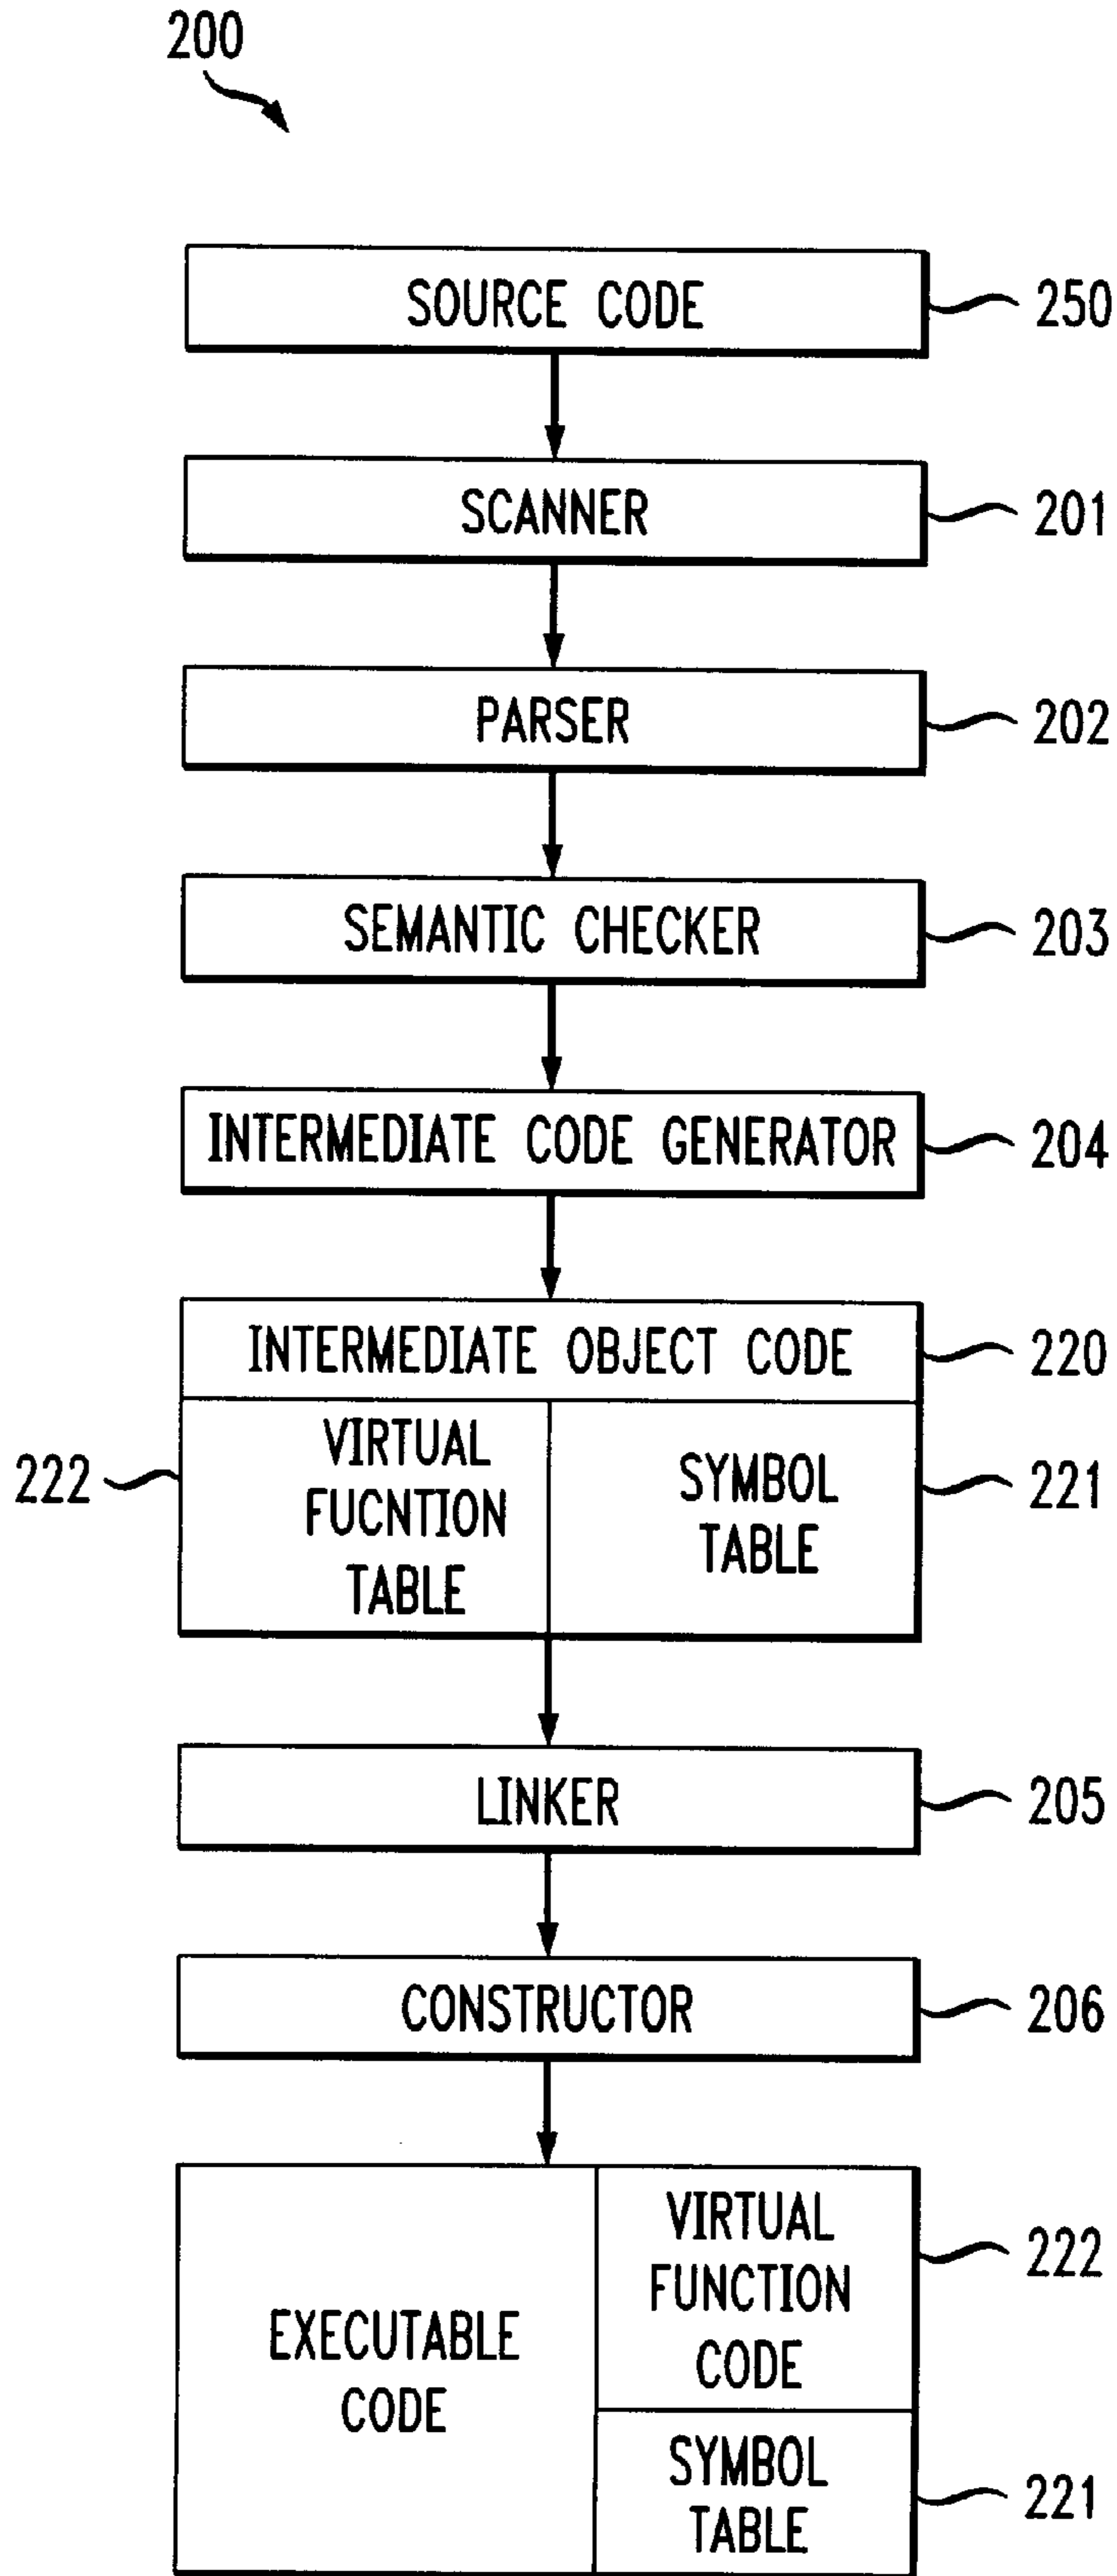 200
SOURCE CODE
250
SCANNER
201
PARSER
202
SEMANTIC CHECKER
203
INTERMEDIATE CODE GENERATOR
204
INTERMEDIATE OBJECT CODE
220
222
VIRTUAL
FUCNTION
TABLE
SYMBOL
TABLE
221
LINKER
205
CONSTRUCTOR
206
EXECUTABLE
CODE
VIRTUAL
FUNCTION
CODE
222
SYMBOL
TABLE
221